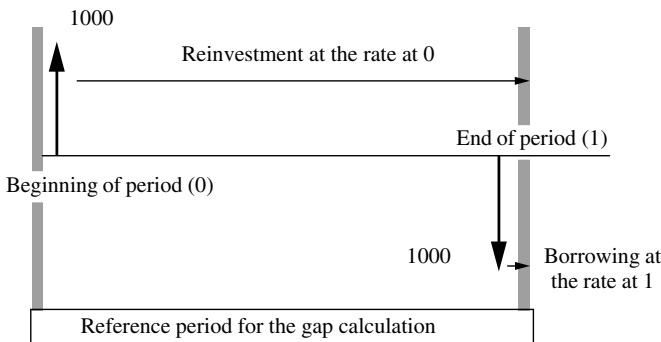 1000
Reinvestment at the rate at 0
End of period (1)
Beginning of period (0)
1000
Borrowing at
the rate at 1
Reference period for the gap calculation